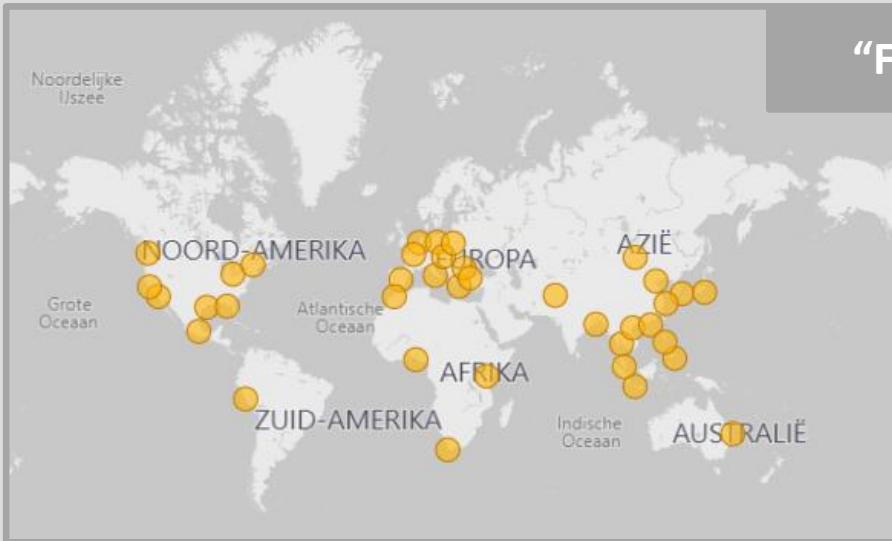 “F
Noordelijke
IJszee
NOORD-AMERIKA
EUROPA
AZIË
Grote
Oceaan
Atlantische
Oceaan
AFRIKA
ZUID-AMERIKA
Indische
Oceaan
AUSTRALIË